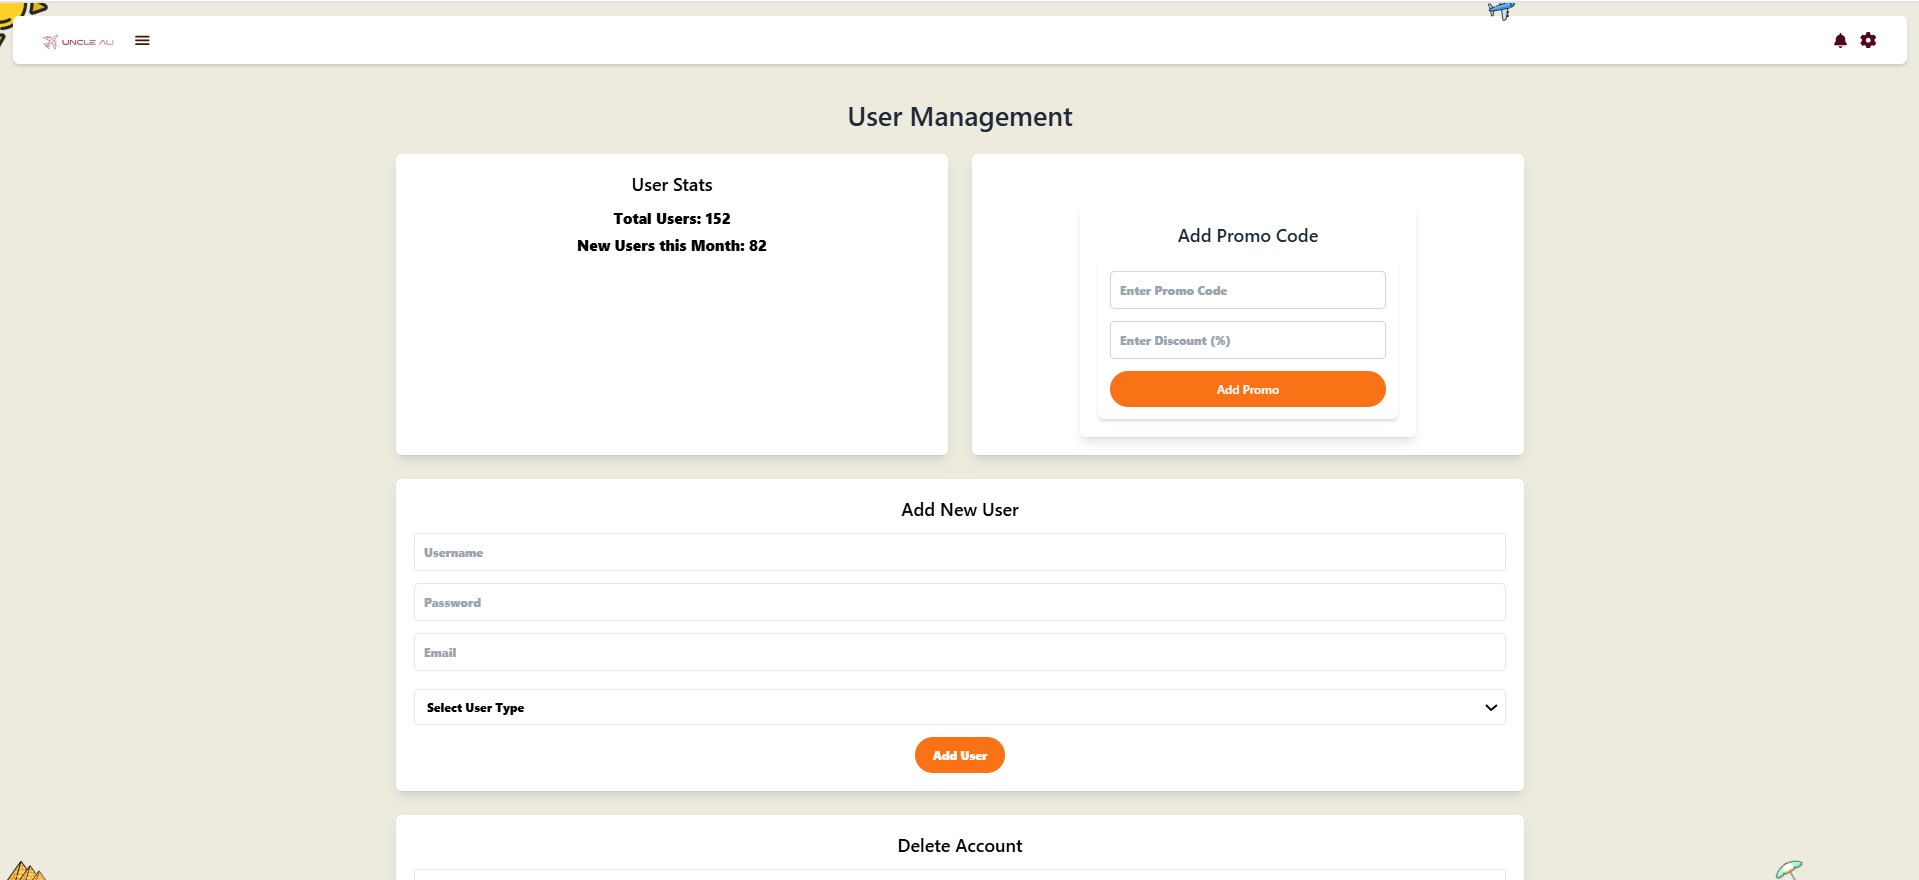 UNCLE ALI
User Management
User Stats
Total Users: 152
New Users this Month: 82
Add Promo Code
Enter Promo Code
Enter Discount (%)
Add Promo
Add New User
Username
Password
Email
Select User Type
Add User
Delete Account